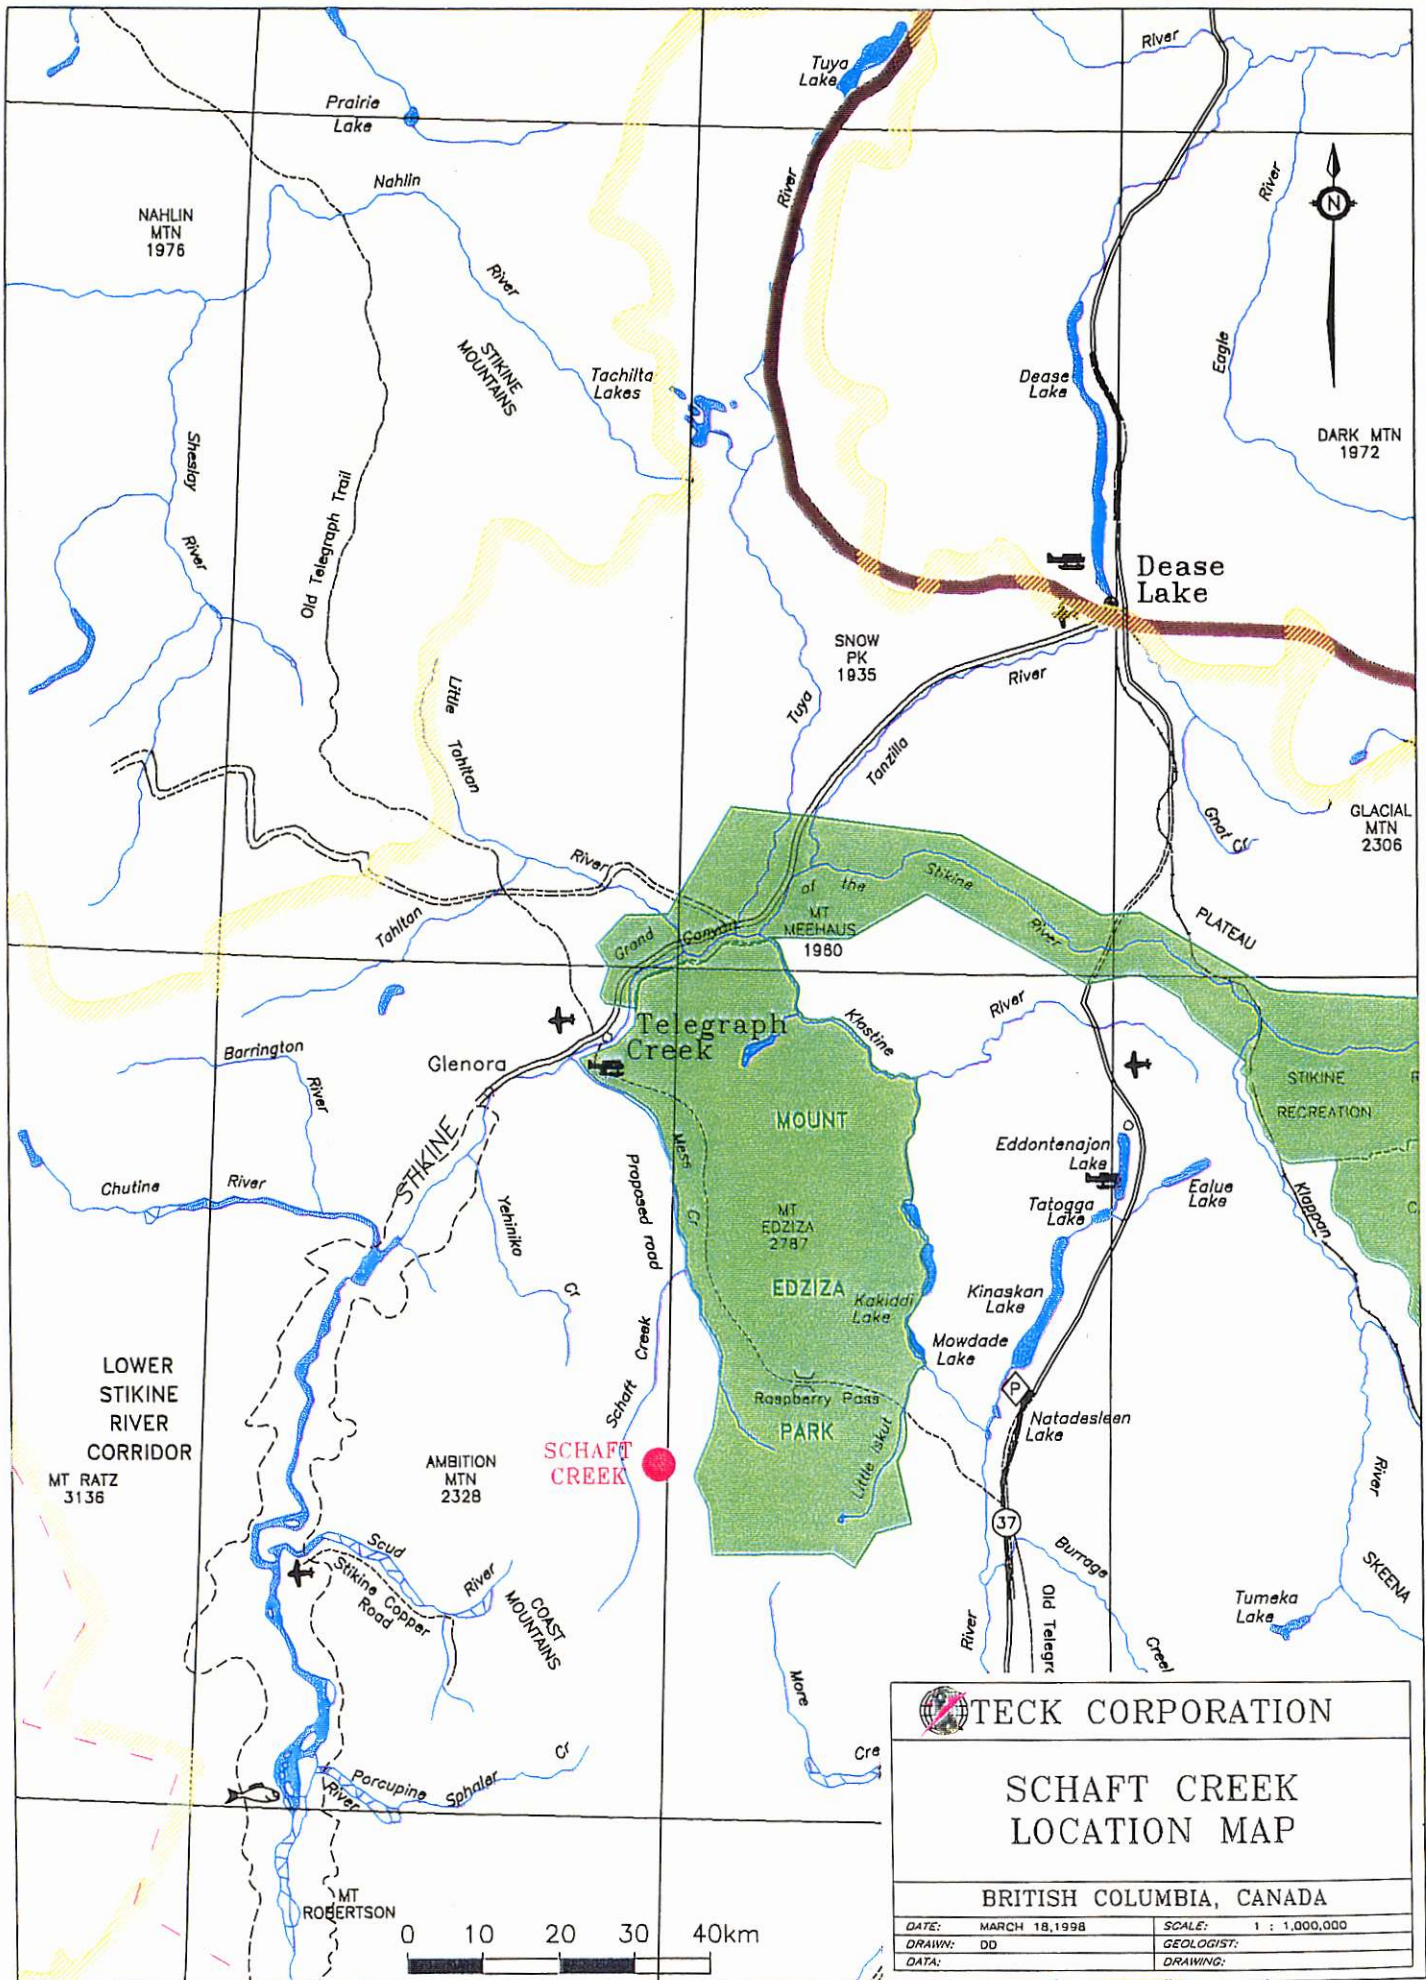 River
Tuya
Lake
Prairie
Lake
River
River
Nahlin
N
NAHLIN
MTN
1976
River
STIKINE
MOUNTAINS
Tachilta
Lakes
Dease
Lake
Eagle
DARK MTN
1972
Sheslay
River
Old Telegraph Trail
Dease
Lake
SNOW
PK
1935
River
Little
Tahltan
Tuya
Tanzilla
Gnat Cr
GLACIAL
MTN
2306
River
of the Stikine
River
MT
MEEHAUS
1980
Tahltan
Grand Canyon
PLATEAU
Telegraph
Creek
Klastine
River
Barrington
River
Glenora
STIKINE
RECREATION
MOUNT
STIKINE
Mess
Cr
Proposed road
Eddontenajon
Lake
Ealue
Lake
Tatogga
Lake
Klappan
Chutine River
Yehiniko
Cr
MT
EDZIZA
2787
EDZIZA
Kakiddi
Lake
Kinaskan
Lake
Mowdade
Lake
Schaft Creek
LOWER
STIKINE
RIVER
CORRIDOR
P
Raspberry Pass
Natadesleen
Lake
PARK
SCHAFT
CREEK
AMBITION
MTN
2328
MT RATZ
3136
Little Iskut
River
37
Scud
River
Stikine Copper
Road
COAST
MOUNTAINS
Burrage
Creek
SKEENA
Tumeka
Lake
River
Old Telegr
More
Cre
Porcupine
River
Sphaler
Cr
MT
ROBERTSON
0 10 20 30 40km
TECK CORPORATION
SCHAFT CREEK
LOCATION MAP
BRITISH COLUMBIA, CANADA
DATE: MARCH 18,1998
SCALE: 1 : 1,000,000
DRAWN: DD
GEOLOGIST:
DATA:
DRAWING: